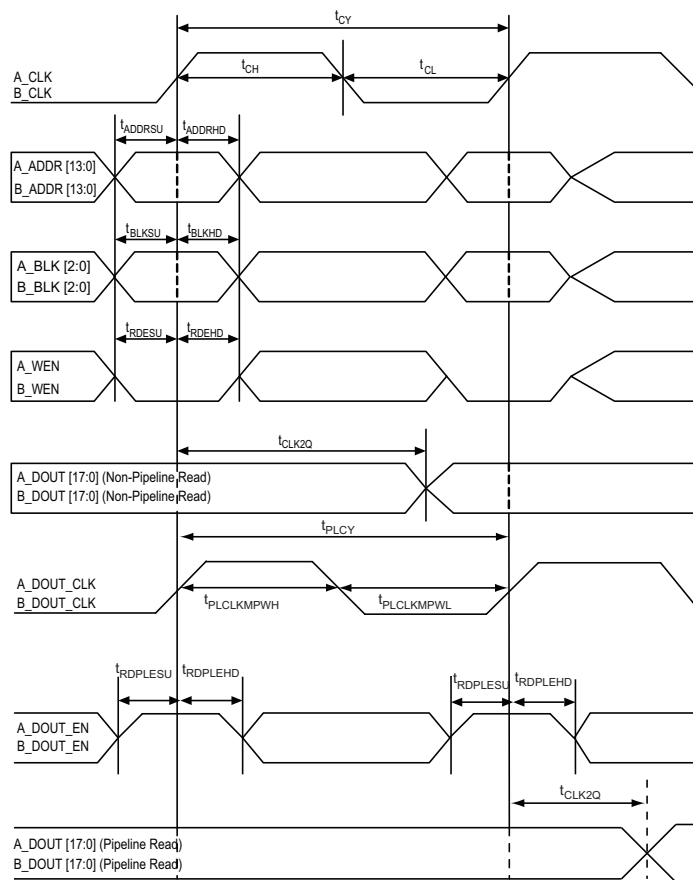 tCY
tCH tCL
A_CLK
B_CLK
tADDRSU tADDRHD
A_ADDR [13:0]
B_ADDR [13:0]
tBLKSU tBLKHD
A_BLK [2:0]
B_BLK [2:0]
tRDESU tRDEHD
A_WEN
B_WEN
tCLK2Q
A_DOUT [17:0] (Non-Pipeline Read)
B_DOUT [17:0] (Non-Pipeline Read)
tPLCY
A_DOUT_CLK
B_DOUT_CLK
tPLCLKMPWH tPLCLKMPWL
tRDPLESU tRDPLEHD tRDPLESU tRDPLEHD
A_DOUT_EN
B_DOUT_EN
tCLK2Q
A_DOUT [17:0] (Pipeline Read)
B_DOUT [17:0] (Pipeline Read)